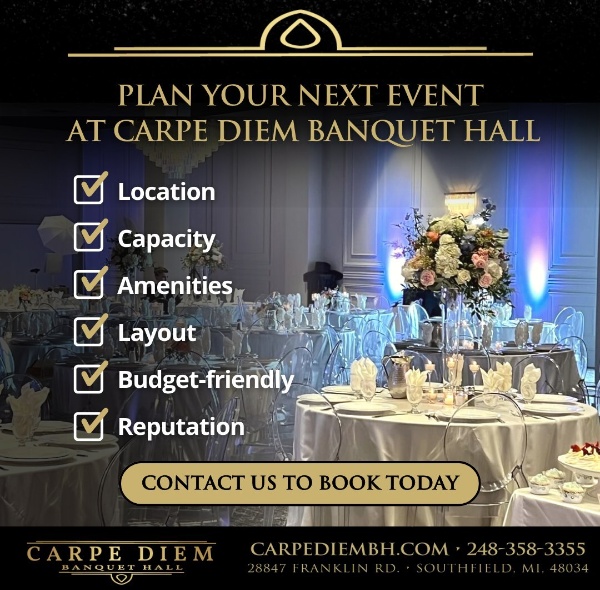 PLAN YOUR NEXT EVENT
AT CARPE DIEM BANQUET HALL
Location
Capacity
Amenities
Layout
Budget-friendly
Reputation
CONTACT US TO BOOK TODAY
CARPE DIEM
BANQUET HALL
CARPEDIEMBH.COM • 248-358-3355
28847 FRANKLIN RD. • SOUTHFIELD, MI. 48034